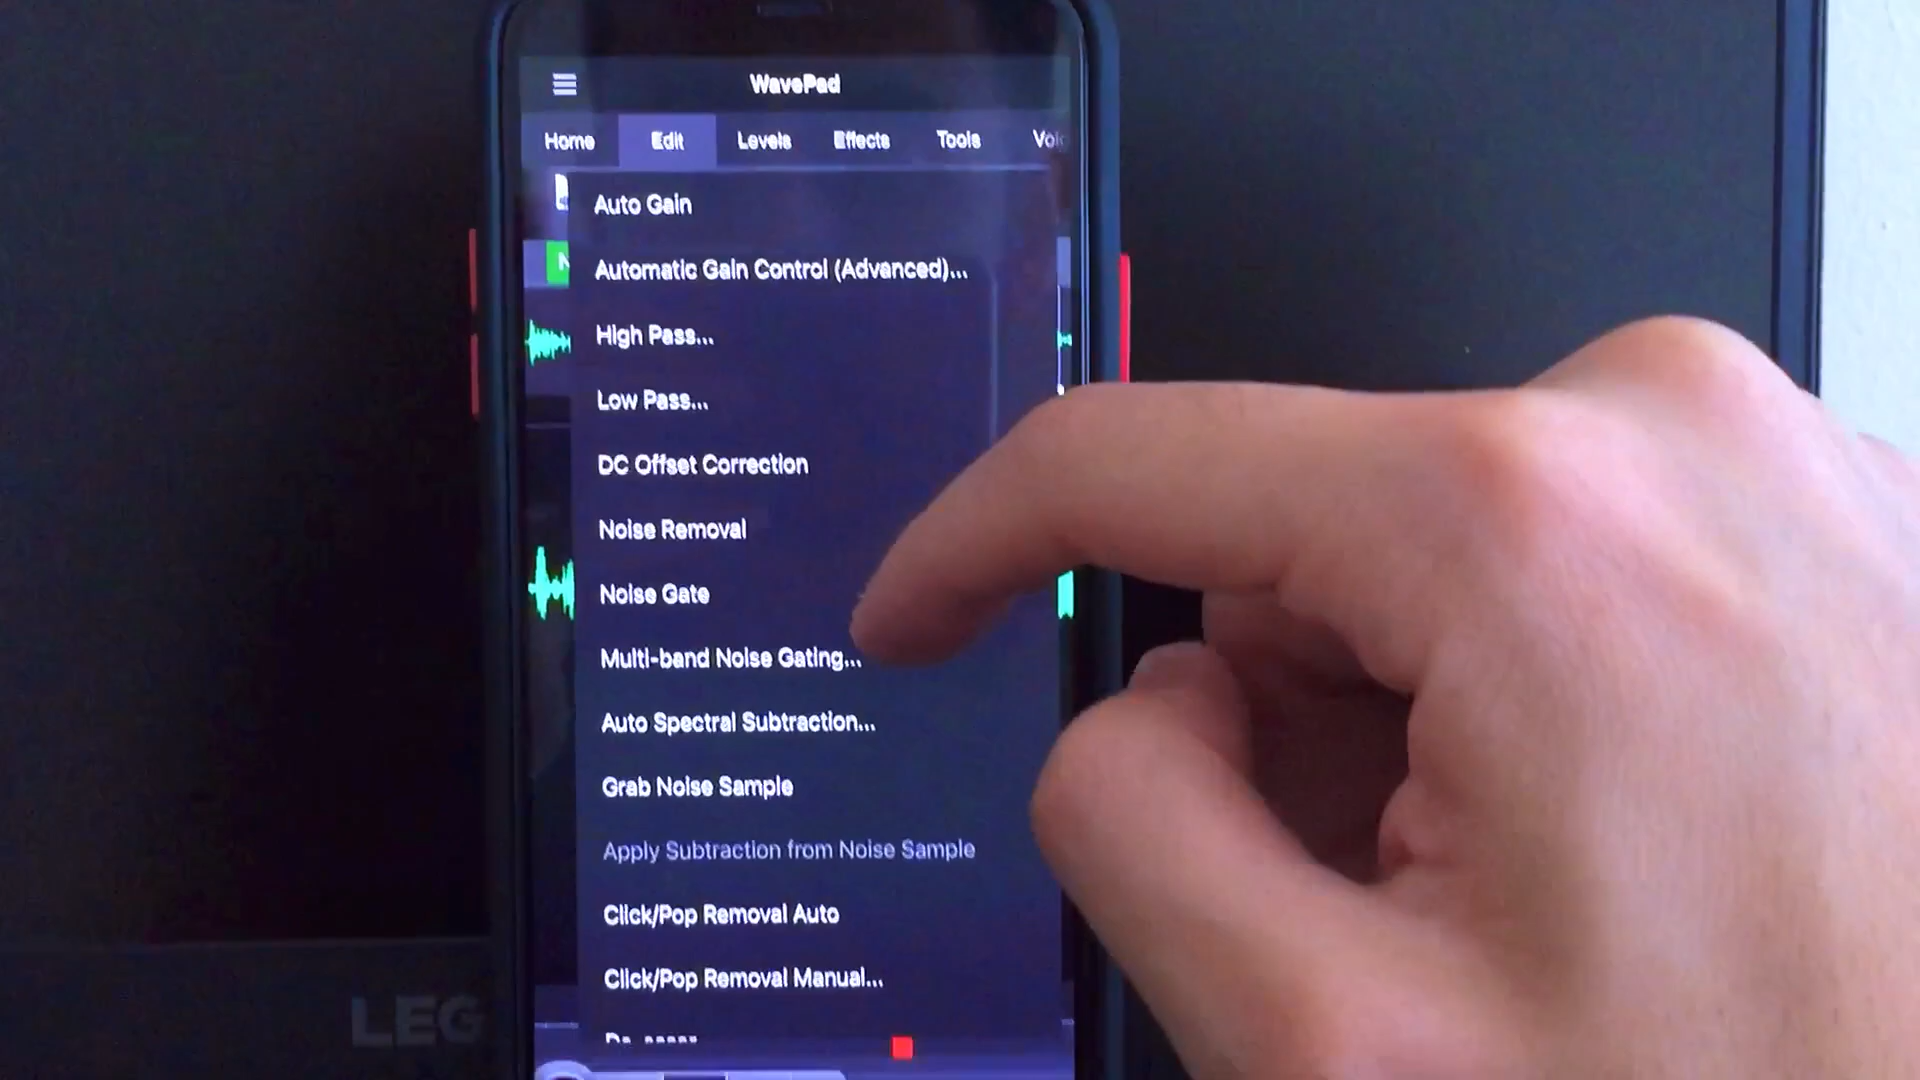 WavePad
Home Edit Levels Effects Tools
Auto Gain
Automatic Gain Control (Advanced)...
High Pass...
Low Pass...
DC Offset Correction
Noise Removal
Noise Gate
Multi-band Noise Gating...
Auto Spectral Subtraction...
Grab Noise Sample
Apply Subtraction from Noise Sample
Click/Pop Removal Auto
Click/Pop Removal Manual...
LEG